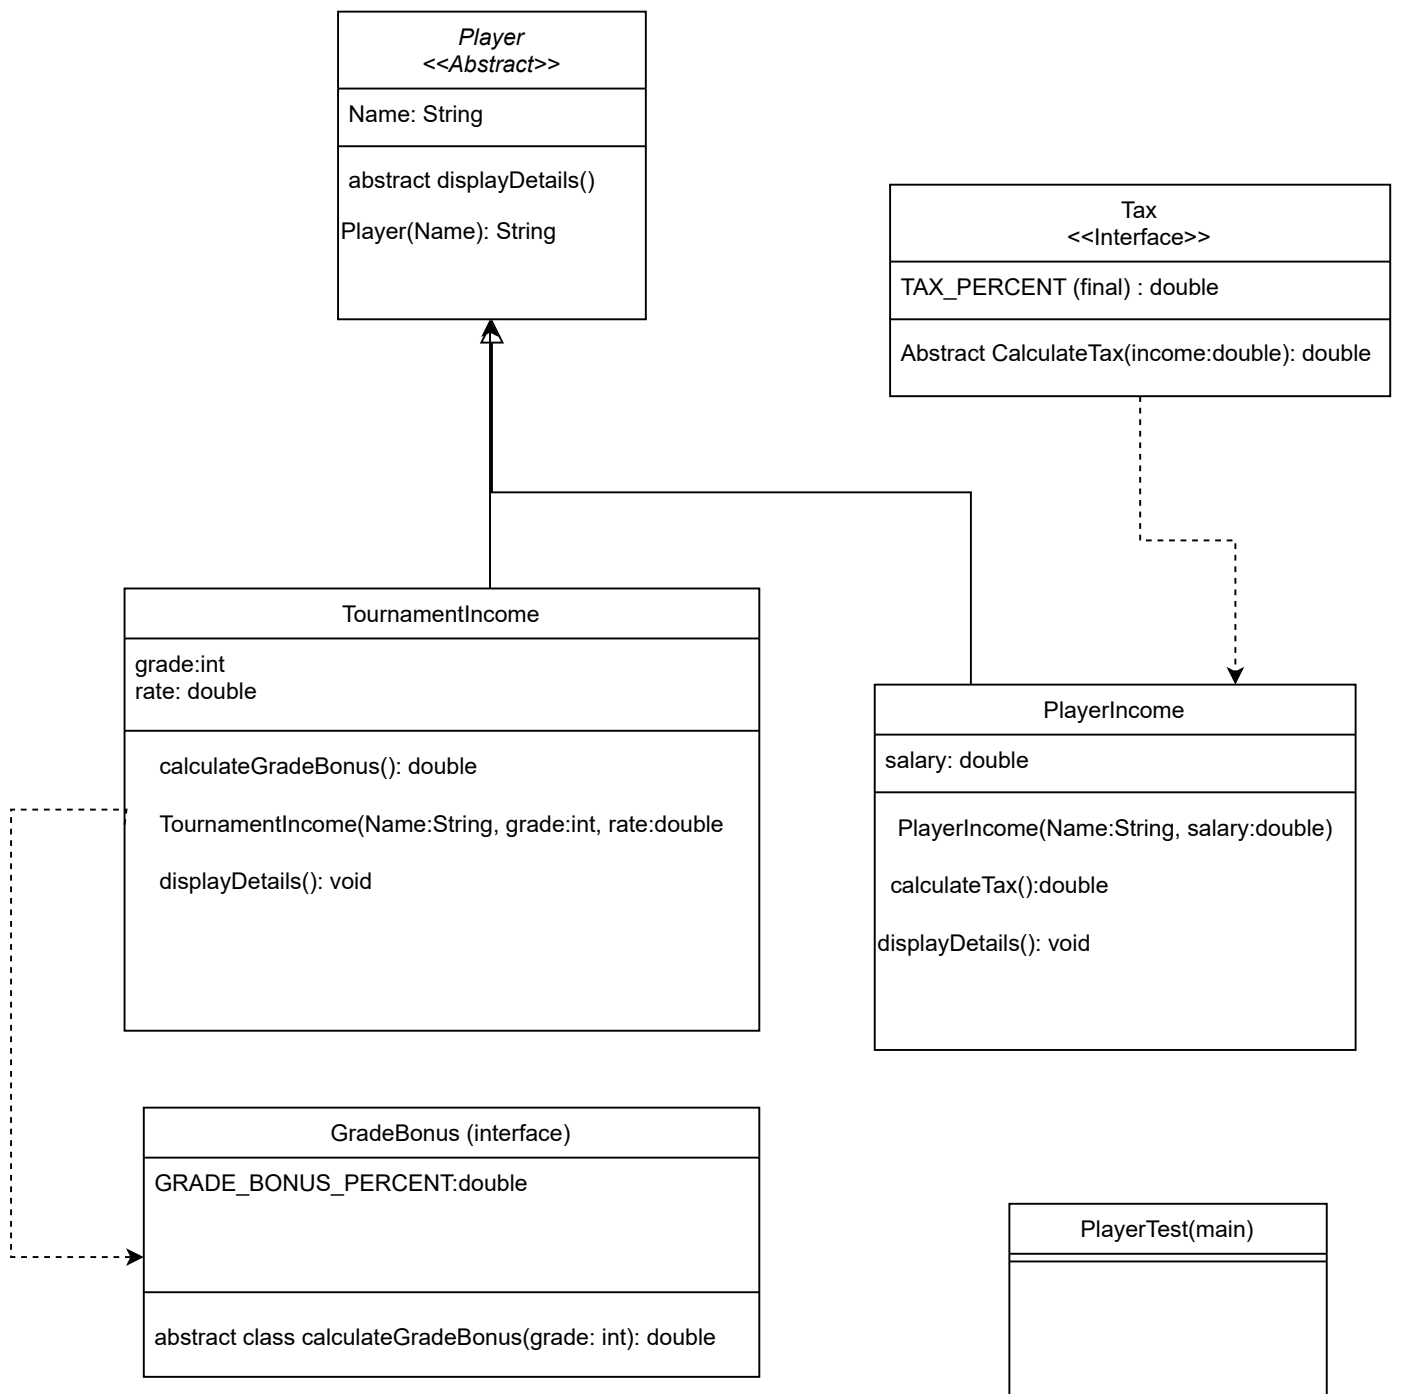 Player
<<Abstract>>
Name: String
abstract displayDetails()
Player(Name): String
Tax
<<Interface>>
TAX_PERCENT (final) : double
Abstract CalculateTax(income:double): double
TournamentIncome
grade:int
rate: double
calculateGradeBonus(): double
TournamentIncome(Name:String, grade:int, rate:double
displayDetails(): void
PlayerIncome
salary: double
PlayerIncome(Name:String, salary:double)
calculateTax():double
displayDetails(): void
GradeBonus (interface)
GRADE_BONUS_PERCENT:double
abstract class calculateGradeBonus(grade: int): double
PlayerTest(main)